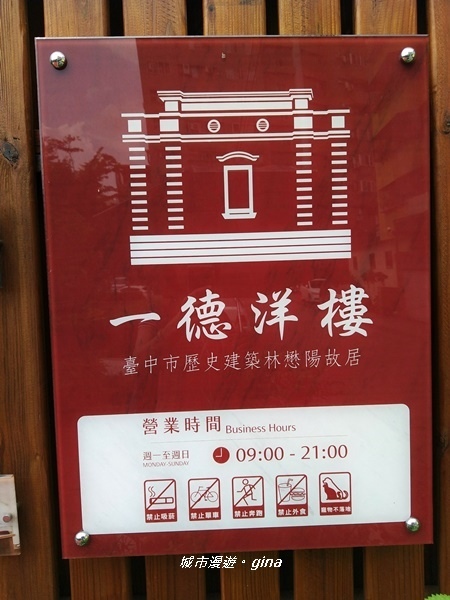 一德洋樓
臺中市歷史建築林懋陽故居
營業時間 Business Hours
週一至週日 09:00 - 21:00
MONDAY-SUNDAY
禁止吸菸 禁止單車 禁止奔跑 禁止外食 寵物不落地
城市漫遊。gina